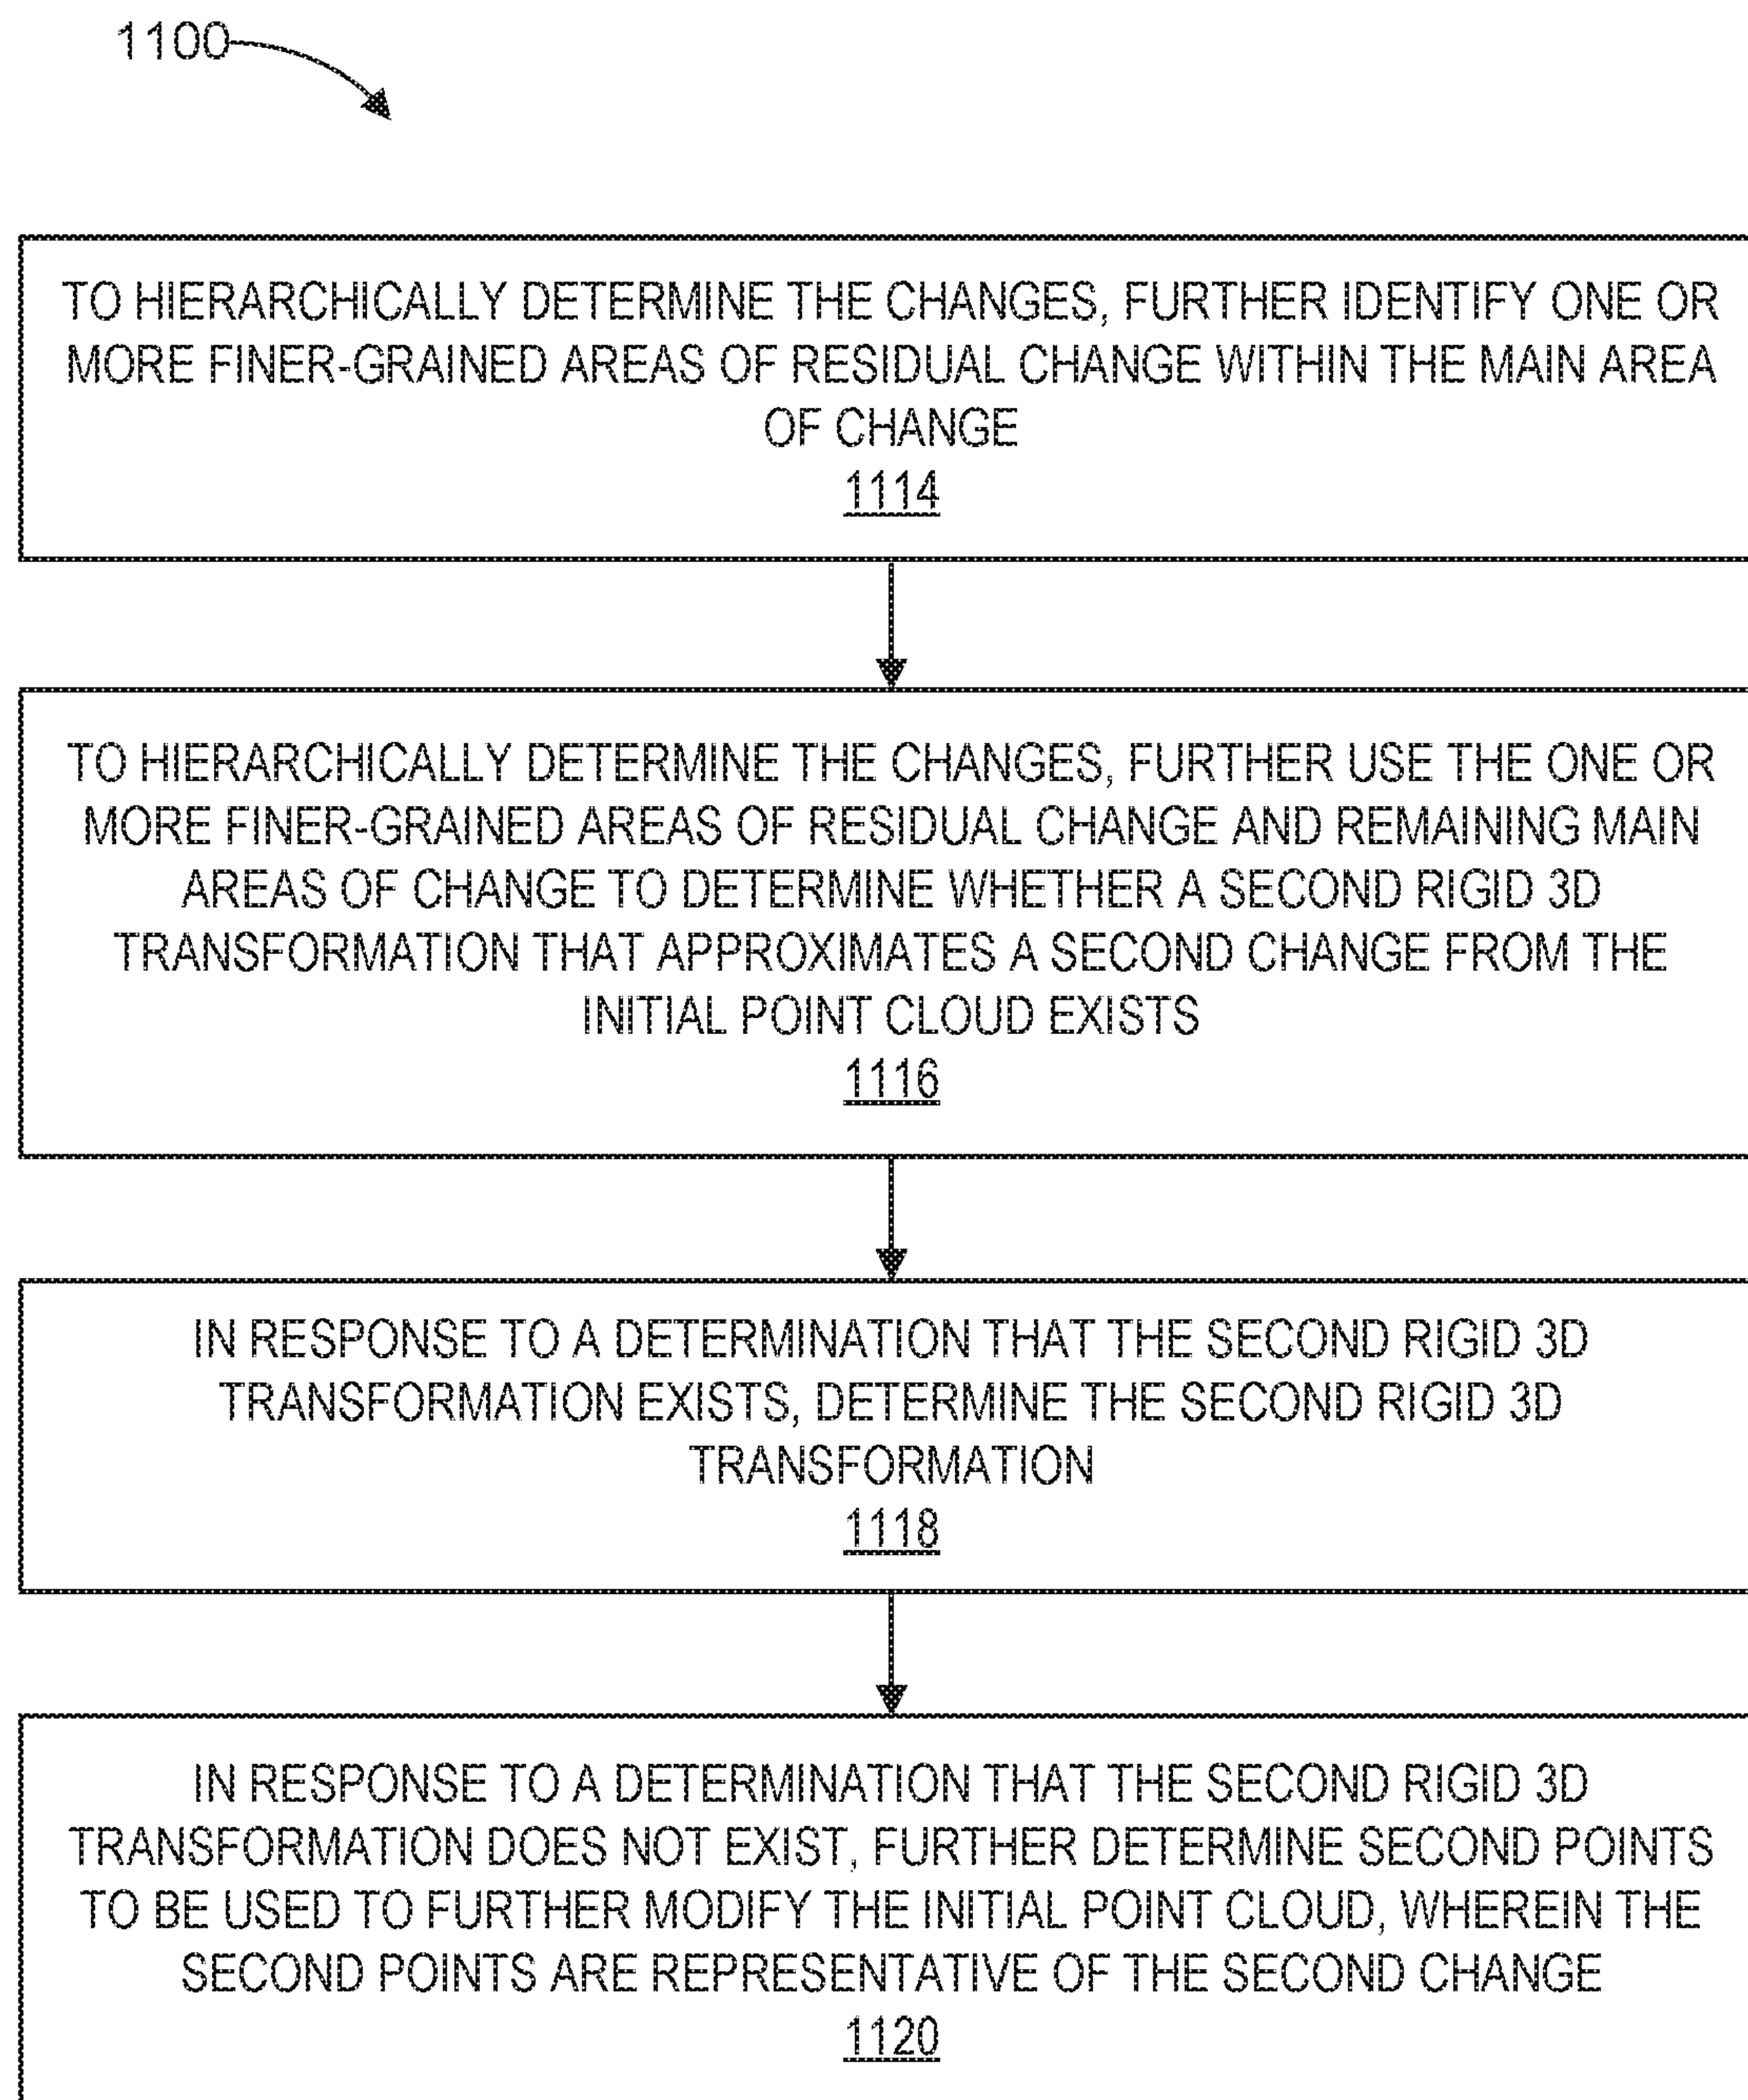 1100
TO HIERARCHICALLY DETERMINE THE CHANGES, FURTHER IDENTIFY ONE OR
MORE FINER-GRAINED AREAS OF RESIDUAL CHANGE WITHIN THE MAIN AREA
OF CHANGE
1114
TO HIERARCHICALLY DETERMINE THE CHANGES, FURTHER USE THE ONE OR
MORE FINER-GRAINED AREAS OF RESIDUAL CHANGE AND REMAINING MAIN
AREAS OF CHANGE TO DETERMINE WHETHER A SECOND RIGID 3D
TRANSFORMATION THAT APPROXIMATES A SECOND CHANGE FROM THE
INITIAL POINT CLOUD EXISTS
1116
IN RESPONSE TO A DETERMINATION THAT THE SECOND RIGID 3D
TRANSFORMATION EXISTS, DETERMINE THE SECOND RIGID 3D
TRANSFORMATION
1118
IN RESPONSE TO A DETERMINATION THAT THE SECOND RIGID 3D
TRANSFORMATION DOES NOT EXIST, FURTHER DETERMINE SECOND POINTS
TO BE USED TO FURTHER MODIFY THE INITIAL POINT CLOUD, WHEREIN THE
SECOND POINTS ARE REPRESENTATIVE OF THE SECOND CHANGE
1120